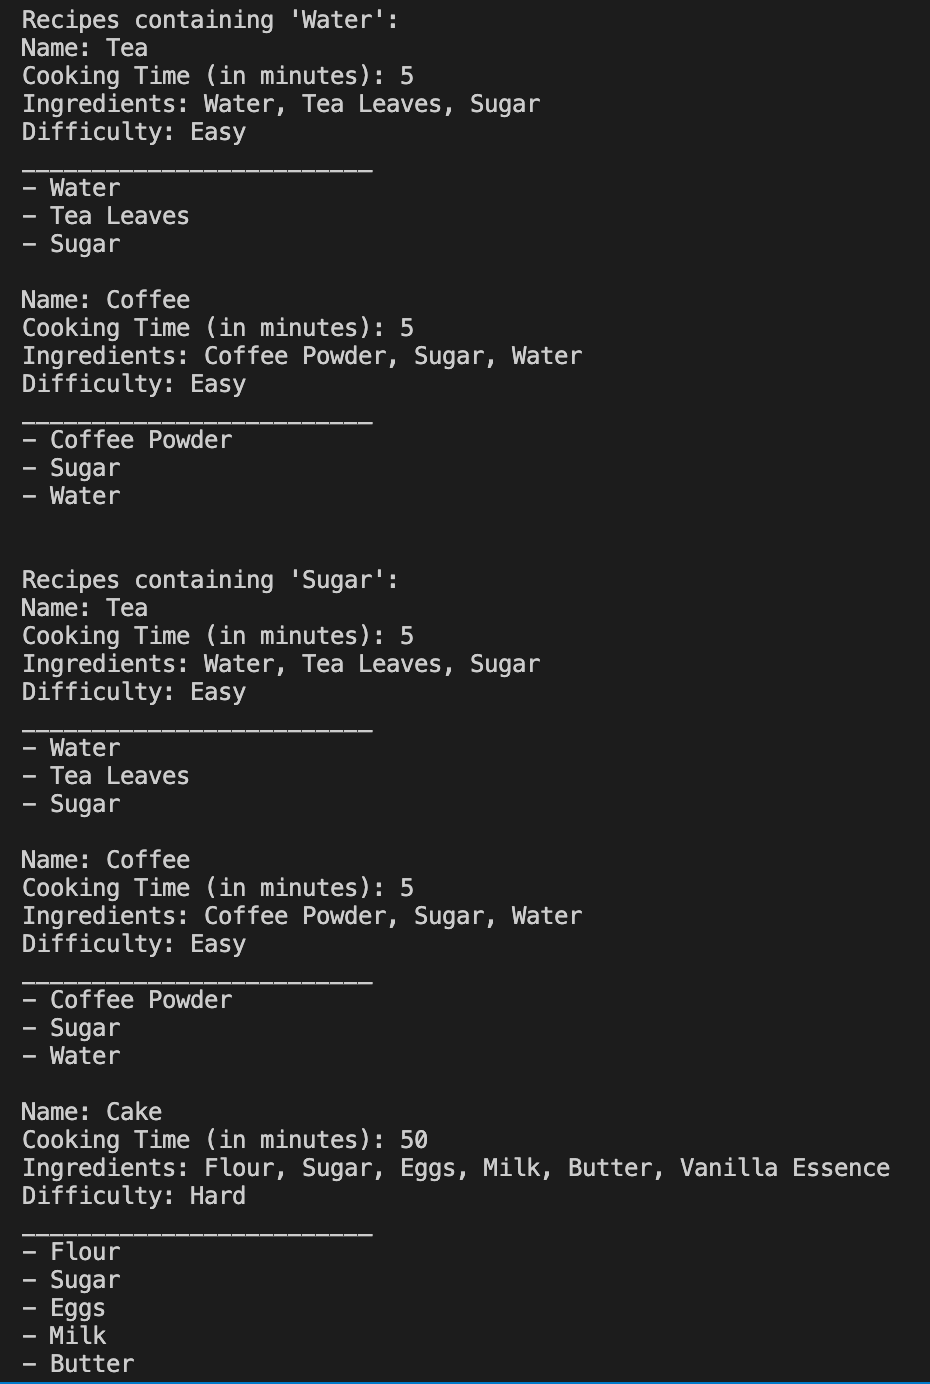 Recipes containing 'Water':
Name: Tea
Cooking Time (in minutes): 5
Ingredients: Water, Tea Leaves, Sugar
Difficulty: Easy
_________________________
- Water
- Tea Leaves
- Sugar

Name: Coffee
Cooking Time (in minutes): 5
Ingredients: Coffee Powder, Sugar, Water
Difficulty: Easy
_________________________
- Coffee Powder
- Sugar
- Water


Recipes containing 'Sugar':
Name: Tea
Cooking Time (in minutes): 5
Ingredients: Water, Tea Leaves, Sugar
Difficulty: Easy
_________________________
- Water
- Tea Leaves
- Sugar

Name: Coffee
Cooking Time (in minutes): 5
Ingredients: Coffee Powder, Sugar, Water
Difficulty: Easy
_________________________
- Coffee Powder
- Sugar
- Water

Name: Cake
Cooking Time (in minutes): 50
Ingredients: Flour, Sugar, Eggs, Milk, Butter, Vanilla Essence
Difficulty: Hard
_________________________
- Flour
- Sugar
- Eggs
- Milk
- Butter